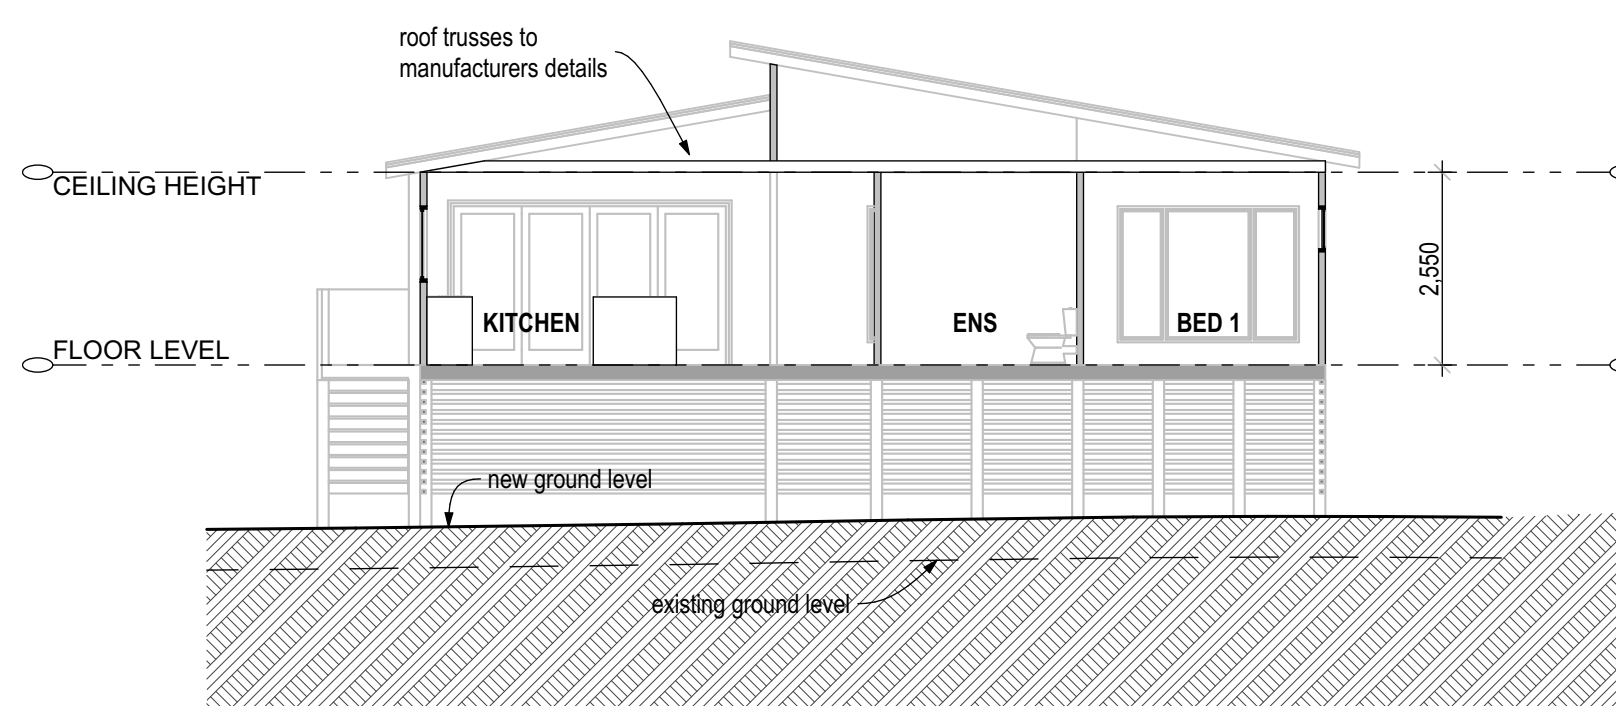 roof trusses to
manufacturers details
CEILING HEIGHT
2,550
KITCHEN
ENS
BED 1
FLOOR LEVEL
new ground level
existing ground level